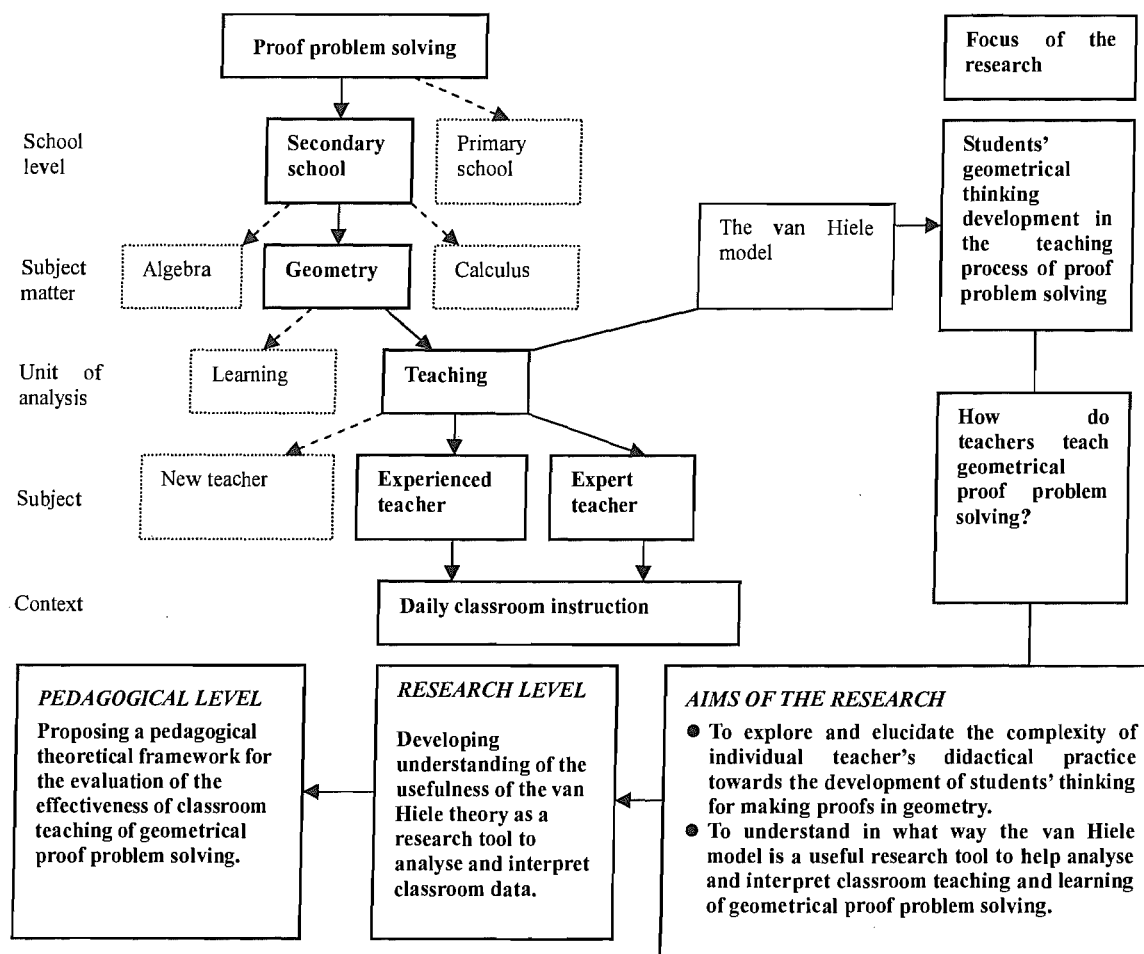 Proof problem solving
Focus of the
research
School
level
Secondary
school
Primary
school
Students'
geometrical
thinking
development in
the teaching
process of proof
problem solving
The van Hiele
model
Subject
matter
Algebra
Geometry
Calculus
Unit of
analysis
Learning
Teaching
How do
teachers teach
geometrical
proof problem
solving?
Subject
New teacher
Experienced
teacher
Expert
teacher
Context
Daily classroom instruction
PEDAGOGICAL LEVEL
Proposing a pedagogical
theoretical framework for
the evaluation of the
effectiveness of classroom
teaching of geometrical
proof problem solving.
RESEARCH LEVEL
Developing
understanding of the
usefulness of the van
Hiele theory as a
research tool to
analyse and interpret
classroom data.
AIMS OF THE RESEARCH
● To explore and elucidate the complexity of
individual teacher's didactical practice
towards the development of students' thinking
for making proofs in geometry.
● To understand in what way the van Hiele
model is a useful research tool to help analyse
and interpret classroom teaching and learning
of geometrical proof problem solving.